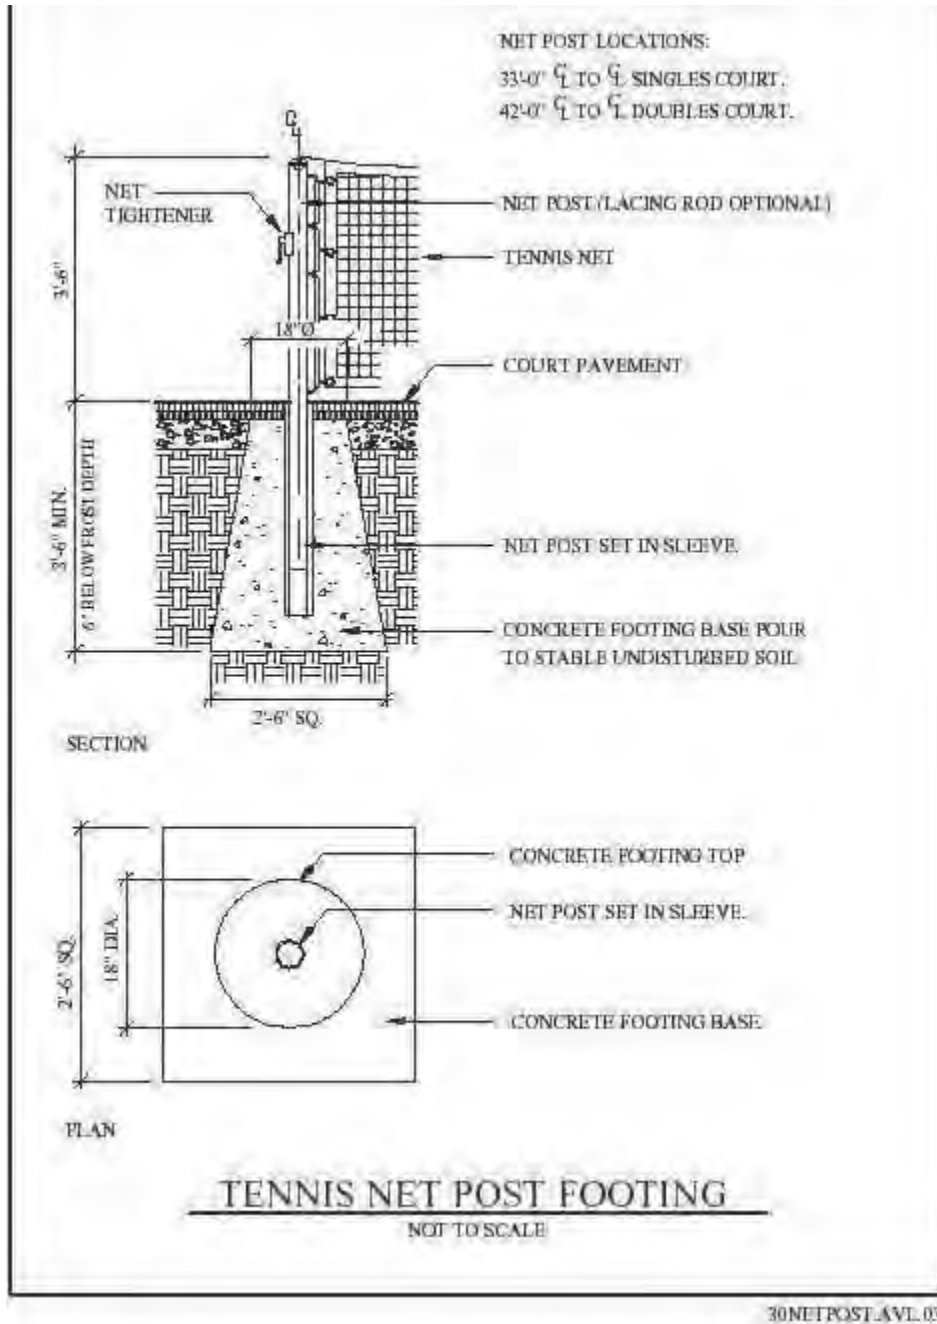 NET POST LOCATIONS:
33'-0" ℄ TO ℄ SINGLES COURT.
42'-0" ℄ TO ℄ DOUBLES COURT.
℄
NET
TIGHTENER
NET POST (LACING ROD OPTIONAL)
TENNIS NET
3'-6"
18"Ø
COURT PAVEMENT
3'-6" MIN.
6" BELOW FROST DEPTH
NET POST SET IN SLEEVE.
CONCRETE FOOTING BASE POUR
TO STABLE UNDISTURBED SOIL
2'-6" SQ.
SECTION
CONCRETE FOOTING TOP
NET POST SET IN SLEEVE.
2'-6" SQ.
18" DIA.
CONCRETE FOOTING BASE
PLAN
TENNIS NET POST FOOTING
NOT TO SCALE